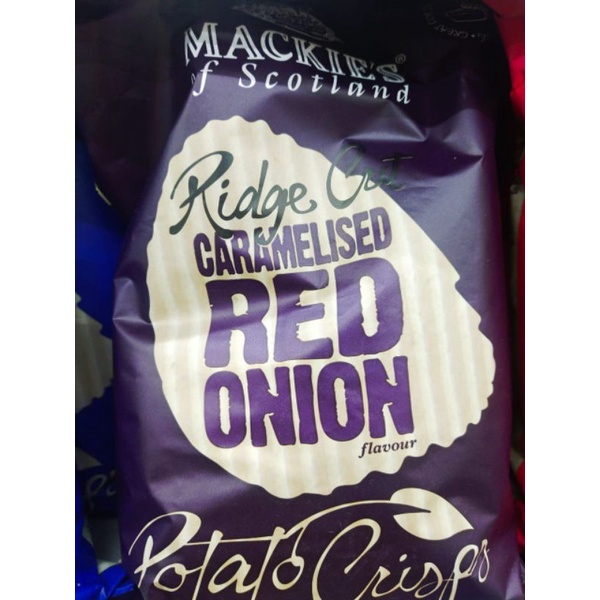 MACKIE'S®
of Scotland
Ridge Cut
CARAMELISED
RED
ONION
flavour
Potato Crisps